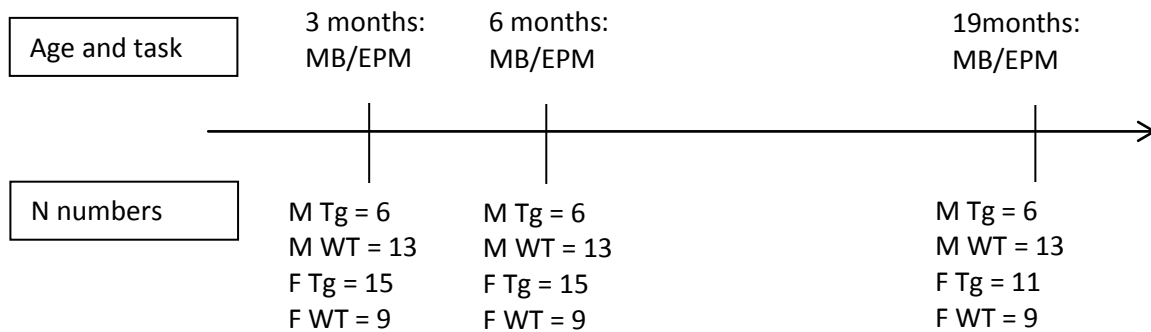 Age and task
3 months:
MB/EPM
6 months:
MB/EPM
19months:
MB/EPM
N numbers
M Tg = 6
M WT = 13
F Tg = 15
F WT = 9
M Tg = 6
M WT = 13
F Tg = 15
F WT = 9
M Tg = 6
M WT = 13
F Tg = 11
F WT = 9